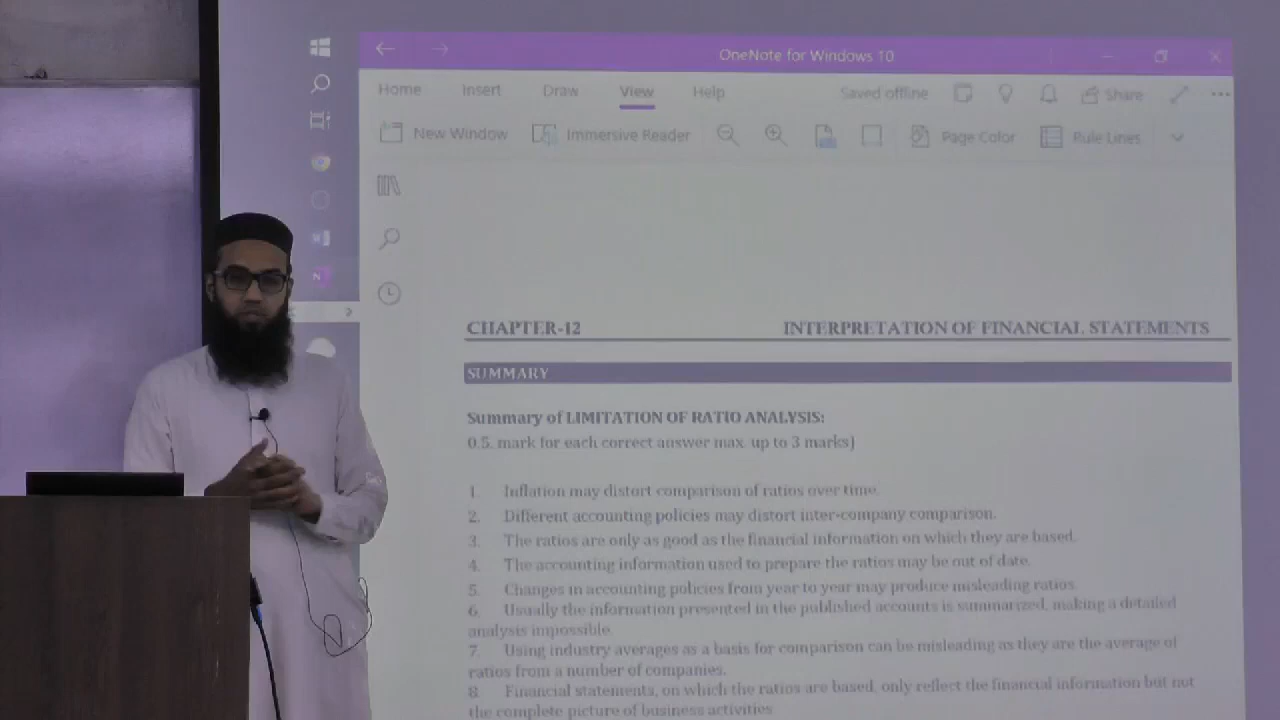 OneNote for Windows 10
Home Insert Draw View Help Saved offline Share
New Window Immersive Reader Page Color Rule Lines
CHAPTER-12 INTERPRETATION OF FINANCIAL STATEMENTS
SUMMARY
Summary of LIMITATION OF RATIO ANALYSIS:
0.5. mark for each correct answer max. up to 3 marks)
1. Inflation may distort comparison of ratios over time.
2. Different accounting policies may distort inter-company comparison.
3. The ratios are only as good as the financial information on which they are based.
4. The accounting information used to prepare the ratios may be out of date.
5. Changes in accounting policies from year to year may produce misleading ratios.
6. Usually the information presented in the published accounts is summarized, making a detailed
analysis impossible.
7. Using industry averages as a basis for comparison can be misleading as they are the average of
ratios from a number of companies.
8. Financial statements, on which the ratios are based, only reflect the financial information but not
the complete picture of business activities